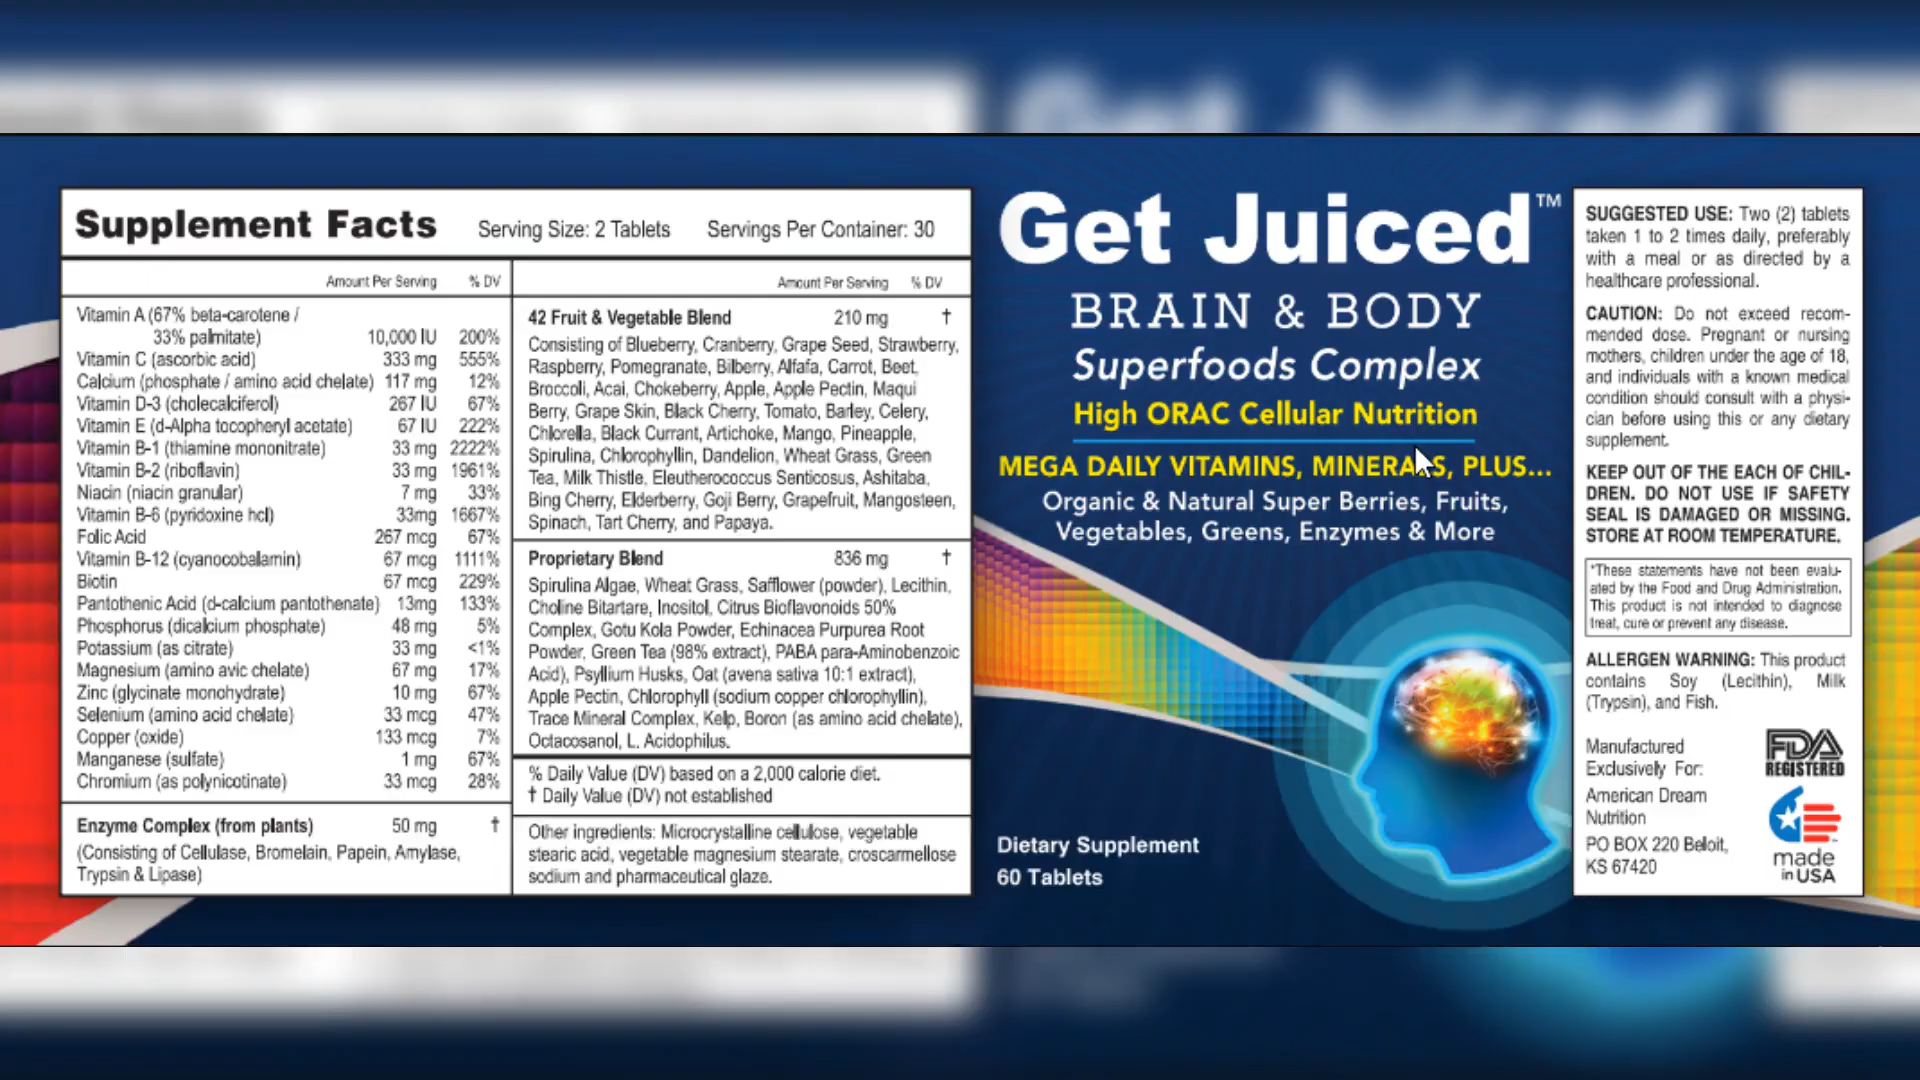 Supplement Facts Serving Size: 2 Tablets Servings Per Container: 30
Amount Per Serving % DV
Vitamin A (67% beta-carotene /
33% palmitate) 10,000 IU 200%
Vitamin C (ascorbic acid) 333 mg 555%
Calcium (phosphate / amino acid chelate) 117 mg 12%
Vitamin D-3 (cholecalciferol) 267 IU 67%
Vitamin E (d-Alpha tocopheryl acetate) 67 IU 222%
Vitamin B-1 (thiamine mononitrate) 33 mg 2222%
Vitamin B-2 (riboflavin) 33 mg 1961%
Niacin (niacin granular) 7 mg 33%
Vitamin B-6 (pyridoxine hcl) 33mg 1667%
Folic Acid 267 mcg 67%
Vitamin B-12 (cyanocobalamin) 67 mcg 1111%
Biotin 67 mcg 229%
Pantothenic Acid (d-calcium pantothenate) 13mg 133%
Phosphorus (dicalcium phosphate) 48 mg 5%
Potassium (as citrate) 33 mg <1%
Magnesium (amino avic chelate) 67 mg 17%
Zinc (glycinate monohydrate) 10 mg 67%
Selenium (amino acid chelate) 33 mcg 47%
Copper (oxide) 133 mcg 7%
Manganese (sulfate) 1 mg 67%
Chromium (as polynicotinate) 33 mcg 28%
Enzyme Complex (from plants) 50 mg †
(Consisting of Cellulase, Bromelain, Papein, Amylase,
Trypsin & Lipase)
Amount Per Serving % DV
42 Fruit & Vegetable Blend 210 mg †
Consisting of Blueberry, Cranberry, Grape Seed, Strawberry,
Raspberry, Pomegranate, Bilberry, Alfafa, Carrot, Beet,
Broccoli, Acai, Chokeberry, Apple, Apple Pectin, Maqui
Berry, Grape Skin, Black Cherry, Tomato, Barley, Celery,
Chlorella, Black Currant, Artichoke, Mango, Pineapple,
Spirulina, Chlorophyllin, Dandelion, Wheat Grass, Green
Tea, Milk Thistle, Eleutherococcus Senticosus, Ashitaba,
Bing Cherry, Elderberry, Goji Berry, Grapefruit, Mangosteen,
Spinach, Tart Cherry, and Papaya.
Proprietary Blend 836 mg †
Spirulina Algae, Wheat Grass, Safflower (powder), Lecithin,
Choline Bitartare, Inositol, Citrus Bioflavonoids 50%
Complex, Gotu Kola Powder, Echinacea Purpurea Root
Powder, Green Tea (98% extract), PABA para-Aminobenzoic
Acid), Psyllium Husks, Oat (avena sativa 10:1 extract),
Apple Pectin, Chlorophyll (sodium copper chlorophyllin),
Trace Mineral Complex, Kelp, Boron (as amino acid chelate),
Octacosanol, L. Acidophilus.
% Daily Value (DV) based on a 2,000 calorie diet.
† Daily Value (DV) not established
Other ingredients: Microcrystalline cellulose, vegetable
stearic acid, vegetable magnesium stearate, croscarmellose
sodium and pharmaceutical glaze.
Get Juiced™
BRAIN & BODY
Superfoods Complex
High ORAC Cellular Nutrition
MEGA DAILY VITAMINS, MINERALS, PLUS...
Organic & Natural Super Berries, Fruits,
Vegetables, Greens, Enzymes & More
Dietary Supplement
60 Tablets
SUGGESTED USE: Two (2) tablets
taken 1 to 2 times daily, preferably
with a meal or as directed by a
healthcare professional.
CAUTION: Do not exceed recom-
mended dose. Pregnant or nursing
mothers, children under the age of 18,
and individuals with a known medical
condition should consult with a physi-
cian before using this or any dietary
supplement.
KEEP OUT OF THE EACH OF CHIL-
DREN. DO NOT USE IF SAFETY
SEAL IS DAMAGED OR MISSING.
STORE AT ROOM TEMPERATURE.
*These statements have not been evalu-
ated by the Food and Drug Administration.
This product is not intended to diagnose
treat, cure or prevent any disease.
ALLERGEN WARNING: This product
contains Soy (Lecithin), Milk
(Trypsin), and Fish.
Manufactured
Exclusively For:
American Dream
Nutrition
PO BOX 220 Beloit,
KS 67420
FDA
REGISTERED
made
in USA